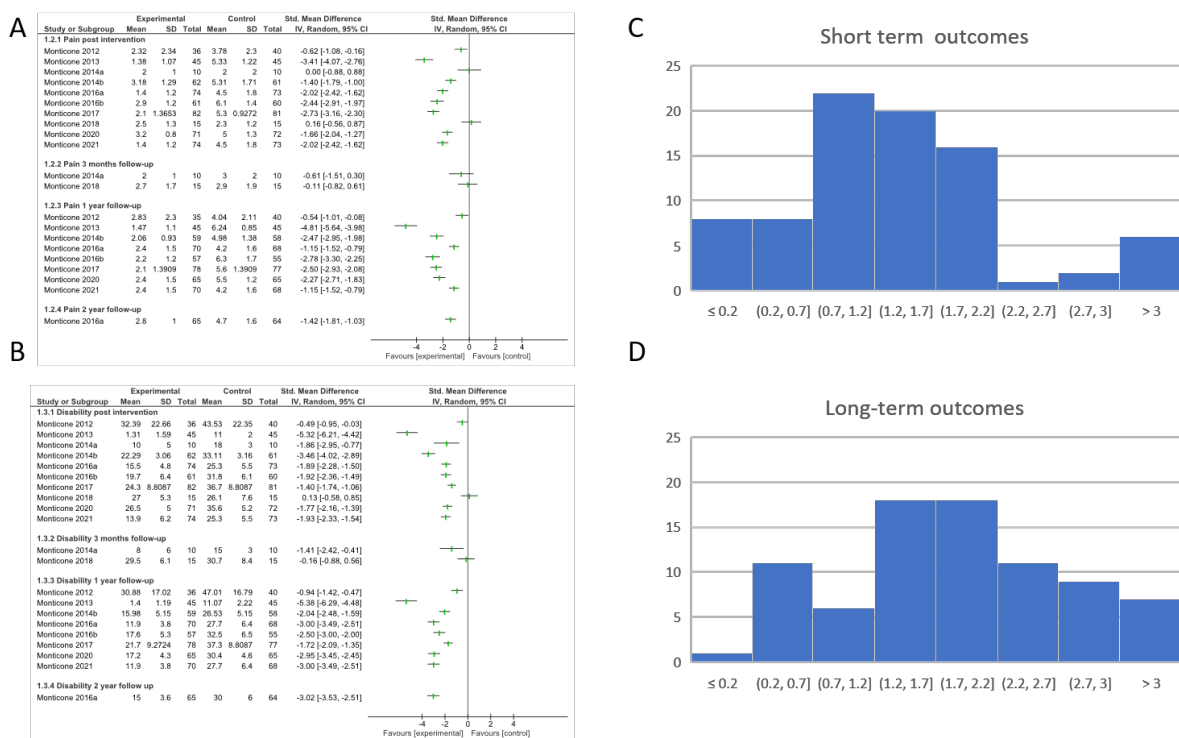 A
Experimental Control Std. Mean Difference Std. Mean Difference
Study or Subgroup Mean SD Total Mean SD Total IV, Random, 95% CI IV, Random, 95% CI
1.2.1 Pain post intervention
Monticone 2012 2.32 2.34 36 3.78 2.3 40 -0.62 [-1.08, -0.16]
Monticone 2013 1.38 1.07 45 5.33 1.22 45 -3.41 [-4.07, -2.76]
Monticone 2014a 2 1 10 2 2 10 0.00 [-0.88, 0.88]
Monticone 2014b 3.18 1.29 62 5.31 1.71 61 -1.40 [-1.79, -1.00]
Monticone 2016a 1.4 1.2 74 4.5 1.8 73 -2.02 [-2.42, -1.62]
Monticone 2016b 2.9 1.2 61 6.1 1.4 60 -2.44 [-2.91, -1.97]
Monticone 2017 2.1 1.3653 82 5.3 0.9272 81 -2.73 [-3.16, -2.30]
Monticone 2018 2.5 1.3 15 2.3 1.2 15 0.16 [-0.56, 0.87]
Monticone 2020 3.2 0.8 71 5 1.3 72 -1.66 [-2.04, -1.27]
Monticone 2021 1.4 1.2 74 4.5 1.8 73 -2.02 [-2.42, -1.62]
1.2.2 Pain 3 months follow-up
Monticone 2014a 2 1 10 3 2 10 -0.61 [-1.51, 0.30]
Monticone 2018 2.7 1.7 15 2.9 1.9 15 -0.11 [-0.82, 0.61]
1.2.3 Pain 1 year follow-up
Monticone 2012 2.83 2.3 35 4.04 2.11 40 -0.54 [-1.01, -0.08]
Monticone 2013 1.47 1.1 45 6.24 0.85 45 -4.81 [-5.64, -3.98]
Monticone 2014b 2.06 0.93 59 4.98 1.38 58 -2.47 [-2.95, -1.98]
Monticone 2016a 2.4 1.5 70 4.2 1.6 68 -1.15 [-1.52, -0.79]
Monticone 2016b 2.2 1.2 57 6.3 1.7 55 -2.78 [-3.30, -2.25]
Monticone 2017 2.1 1.3909 78 5.6 1.3909 77 -2.50 [-2.93, -2.08]
Monticone 2020 2.4 1.5 65 5.5 1.2 65 -2.27 [-2.71, -1.83]
Monticone 2021 2.4 1.5 70 4.2 1.6 68 -1.15 [-1.52, -0.79]
1.2.4 Pain 2 year follow-up
Monticone 2016a 2.8 1 65 4.7 1.6 64 -1.42 [-1.81, -1.03]
-4 -2 0 2 4
Favours [experimental] Favours [control]
B
Experimental Control Std. Mean Difference Std. Mean Difference
Study or Subgroup Mean SD Total Mean SD Total IV, Random, 95% CI IV, Random, 95% CI
1.3.1 Disability post intervention
Monticone 2012 32.39 22.66 36 43.53 22.35 40 -0.49 [-0.95, -0.03]
Monticone 2013 1.31 1.59 45 11 2 45 -5.32 [-6.21, -4.42]
Monticone 2014a 10 5 10 18 3 10 -1.86 [-2.95, -0.77]
Monticone 2014b 22.29 3.06 62 33.11 3.16 61 -3.46 [-4.02, -2.89]
Monticone 2016a 15.5 4.8 74 25.3 5.5 73 -1.89 [-2.28, -1.50]
Monticone 2016b 19.7 6.4 61 31.8 6.1 60 -1.92 [-2.36, -1.49]
Monticone 2017 24.3 8.8087 82 36.7 8.8087 81 -1.40 [-1.74, -1.06]
Monticone 2018 27 5.3 15 26.1 7.6 15 0.13 [-0.58, 0.85]
Monticone 2020 26.5 5 71 35.6 5.2 72 -1.77 [-2.16, -1.39]
Monticone 2021 13.9 6.2 74 25.3 5.5 73 -1.93 [-2.33, -1.54]
1.3.2 Disability 3 months follow-up
Monticone 2014a 8 6 10 15 3 10 -1.41 [-2.42, -0.41]
Monticone 2018 29.5 6.1 15 30.7 8.4 15 -0.16 [-0.88, 0.56]
1.3.3 Disability 1 year follow-up
Monticone 2012 30.88 17.02 36 47.01 16.79 40 -0.94 [-1.42, -0.47]
Monticone 2013 1.4 1.19 45 11.07 2.22 45 -5.38 [-6.29, -4.48]
Monticone 2014b 15.98 5.15 59 26.53 5.15 58 -2.04 [-2.48, -1.59]
Monticone 2016a 11.9 3.8 70 27.7 6.4 68 -3.00 [-3.49, -2.51]
Monticone 2016b 17.6 5.3 57 32.5 6.5 55 -2.50 [-3.00, -2.00]
Monticone 2017 21.7 9.2724 78 37.3 8.8087 77 -1.72 [-2.09, -1.35]
Monticone 2020 17.2 4.3 65 30.4 4.6 65 -2.95 [-3.45, -2.45]
Monticone 2021 11.9 3.8 70 27.7 6.4 68 -3.00 [-3.49, -2.51]
1.3.4 Disability 2 year follow up
Monticone 2016a 15 3.6 65 30 6 64 -3.02 [-3.53, -2.51]
-4 -2 0 2 4
Favours [experimental] Favours [control]
C
Short term outcomes
25
20
15
10
5
0
≤ 0.2 (0.2, 0.7] (0.7, 1.2] (1.2, 1.7] (1.7, 2.2] (2.2, 2.7] (2.7, 3] > 3
D
Long-term outcomes
25
20
15
10
5
0
≤ 0.2 (0.2, 0.7] (0.7, 1.2] (1.2, 1.7] (1.7, 2.2] (2.2, 2.7] (2.7, 3] > 3